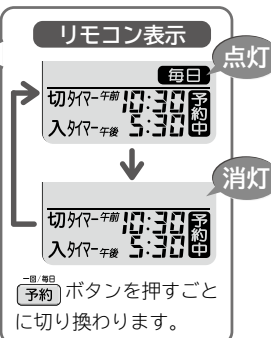 リモコン表示
毎日
点灯
切タイマー午前10:30予約中
入タイマー午後 5:30
消灯
切タイマー午前10:30予約中
入タイマー午後 5:30
一回/毎日
予約 ボタンを押すごと
に切り換わります。